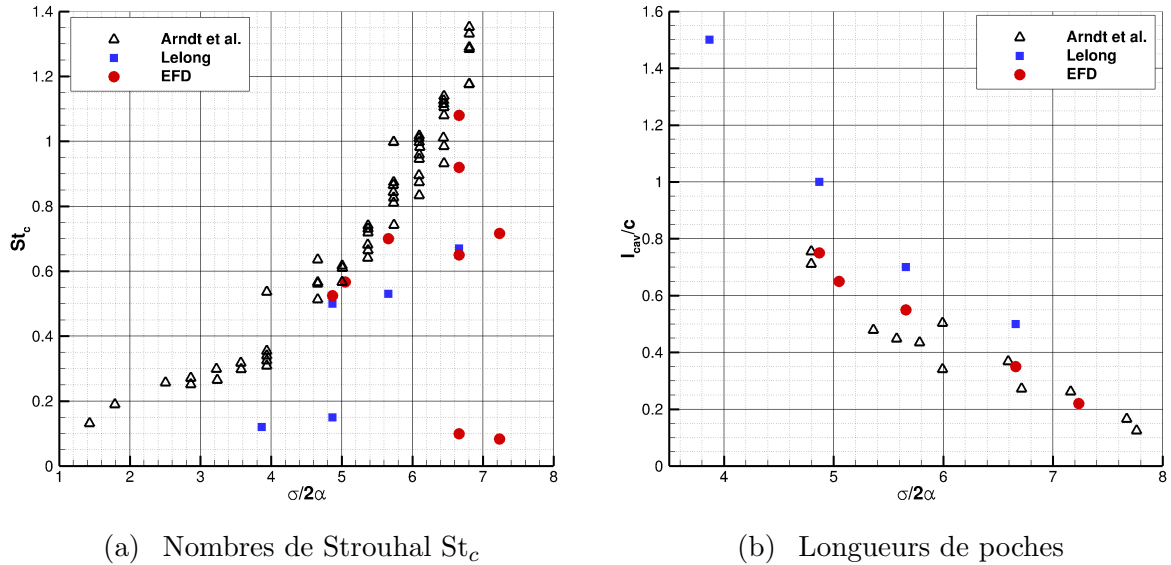 1.4
1.2
1
0.8
0.6
0.4
0.2
0
St_c
1 2 3 4 5 6 7 8
σ/2α
Arndt et al.
Lelong
EFD
(a) Nombres de Strouhal St_c
1.6
1.4
1.2
1
0.8
0.6
0.4
0.2
0
l_cav/c
4 5 6 7 8
σ/2α
Arndt et al.
Lelong
EFD
(b) Longueurs de poches